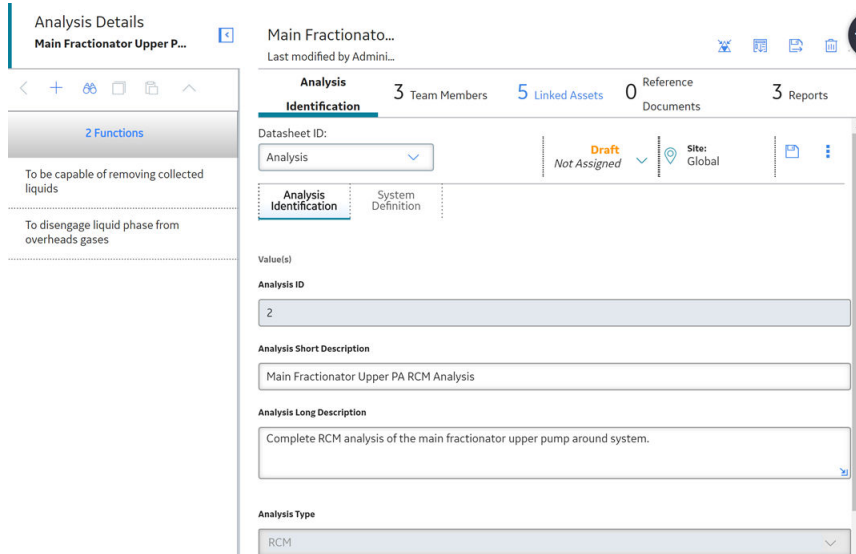 Analysis Details
Main Fractionator Upper P...
2 Functions
To be capable of removing collected
liquids
To disengage liquid phase from
overheads gases
Main Fractionato...
Last modified by Admini...
Analysis
Identification
3 Team Members
5 Linked Assets
0 Reference
Documents
3 Reports
Datasheet ID:
Analysis
Draft
Not Assigned
Site:
Global
Analysis
Identification
System
Definition
Value(s)
Analysis ID
2
Analysis Short Description
Main Fractionator Upper PA RCM Analysis
Analysis Long Description
Complete RCM analysis of the main fractionator upper pump around system.
Analysis Type
RCM